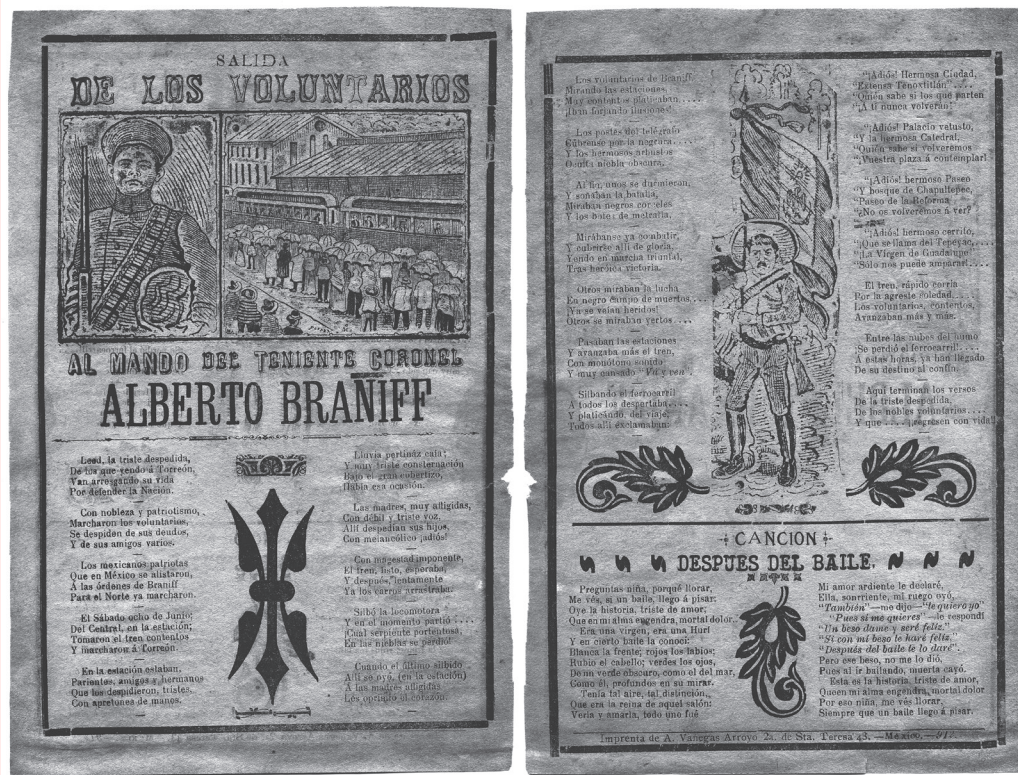 SALIDA
DE LOS VOLUNTARIOS
AL MANDO DEL TENIENTE CORONEL
ALBERTO BRAÑIFF
Leed, la triste despedida,
De los que yendo á Torreón,
Van arresgando su vida
Por defender la Nación.
Con nobleza y patriotismo,
Marcharon los voluntarios,
Se despiden de sus deudos,
Y de sus amigos varios.
Los mexicanos patriotas
Que en México se alistaron,
Á las órdenes de Braniff
Para el Norte ya marcharon.
El Sábado ocho de Junio;
Del Central, en la estación;
Tomaron el tren contentos
Y marcharon á Torreón.
En la estación estaban,
Parientes, amigos y hermanos
Que los despidieron, tristes,
Con apretones de manos.
Lluvia pertinaz caía;
Y muy triste consternación
Bajo el gran cobertizo,
Había esa ocasión.
Las madres, muy afligidas,
Con débil y triste voz,
Allí despedían sus hijos,
Con melancólico ¡adiós!
Con magestad imponente,
El tren, listo, esperaba,
Y después, lentamente
Ya los carros arrastraba.
Silbó la locomotora
Y en el momento partió ....
¡Cual serpiente portentosa,
En las nieblas se perdió!
Cuando el último silbido
Allí se oyó, (en la estación)
Á las madres afligidas
Les oprimió el corazón.
Los voluntarios de Braniff,
Mirando las estaciones,
Muy contentos platicaban....
¡Iban forjando ilusiones!
Los postes del telégrafo
Cúbrense por la negrura....
Y los hermosos arbustos
Oculta niebla obscura.
Al fin, unos se durmieron,
Y soñaban la batalla,
Miraban negros corceles
Y los botes de metralla.
Mirábanse ya combatir,
Y cubrirse allí de gloria,
Yendo en marcha triunfal,
Tras heróica victoria.
Otros miraban la lucha
En negro campo de muertos..
¡Ya se veían heridos!
Otros se miraban yertos....
Pasaban las estaciones
Y avanzaba más el tren,
Con monótono sonido
Y muy cansado "Va y ven".
Silbando el ferrocarril
A todos los despertaba....
Y platicando, del viaje,
Todos allí exclamaban:
"¡Adiós! Hermosa Ciudad,
"Extensa Tenoxtitlán"....
"Quién sabe si los que parten
"Á ti nunca volverán!
"¡Adiós! Palacio vetusto,
"Y la hermosa Catedral,
"Quién sabe si volveremos
"¡Vuestra plaza á contemplar!
"¡Adiós! hermoso Paseo
"Y bosque de Chapultepec,
"Paseo de la Reforma
"¿No os volveremos á ver?
"¡Adiós! hermoso cerrito,
"¡Que se llama del Tepeyac,....
"¡La Virgen de Guadalupe
"Sólo nos puede amparar!....
El tren, rápido corría
Por la agreste soledad.....
Los voluntarios, contentos,
Avanzaban más y más.
Entre las nubes del humo
Se perdió el ferrocarril....
Á estas horas, ya han llegado
De su destino al confín.
Aquí terminan los versos
De la triste despedida,
De los nobles voluntarios....
Y que .... ¡¡regresen con vida!!
CANCIÓN
DESPUES DEL BAILE.
Preguntas niña, porqué llorar,
Me vés, si un baile, llego á pisar;
Oye la historia, triste de amor,
Que en mi alma engendra, mortal dolor.
Era una virgen, era una Hurí
Y en cierto baile la conocí:
Blanca la frente; rojos los labios;
Rubio el cabello; verdes los ojos,
De un verde obscuro, como el del mar,
Como él, profundos en su mirar.
Tenía tal aire, tal distinción,
Que era la reina de aquel salón:
Verla y amarla, todo uno fué
Mi amor ardiente le declaré,
Ella, sonriente, mi ruego oyó,
"También"—me dijo—"te quiero yo"
"Pues si me quieres"—le respondí
"Un beso dame y seré feliz."
"Si con mi beso te haré feliz,"
"Después del baile te lo daré".
Pero ese beso, no me lo dió.
Pues al ir bailando, muerta cayó.
Esta es la historia, triste de amor,
Queen mi alma engendra, mortal dolor
Por eso niña, me vés llorar,
Siempre que un baile llego á pisar.
Imprenta de A. Vanegas Arroyo 2a. de Sta. Teresa 43. —México,